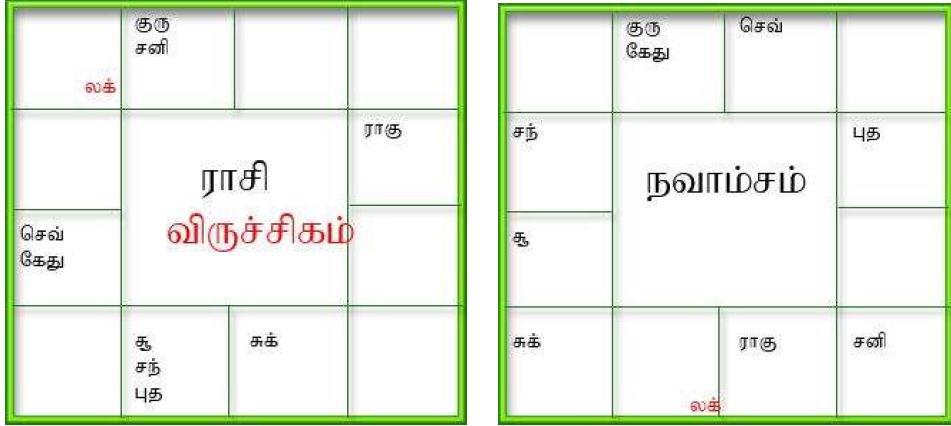 குரு
சனி
லக்
ராகு
ராசி
விருச்சிகம்
செவ்
கேது
சூ
சந்
புத
சுக்
குரு
கேது
செவ்
சந்
புத
நவாம்சம்
சூ
சுக்
லக்
ராகு
சனி